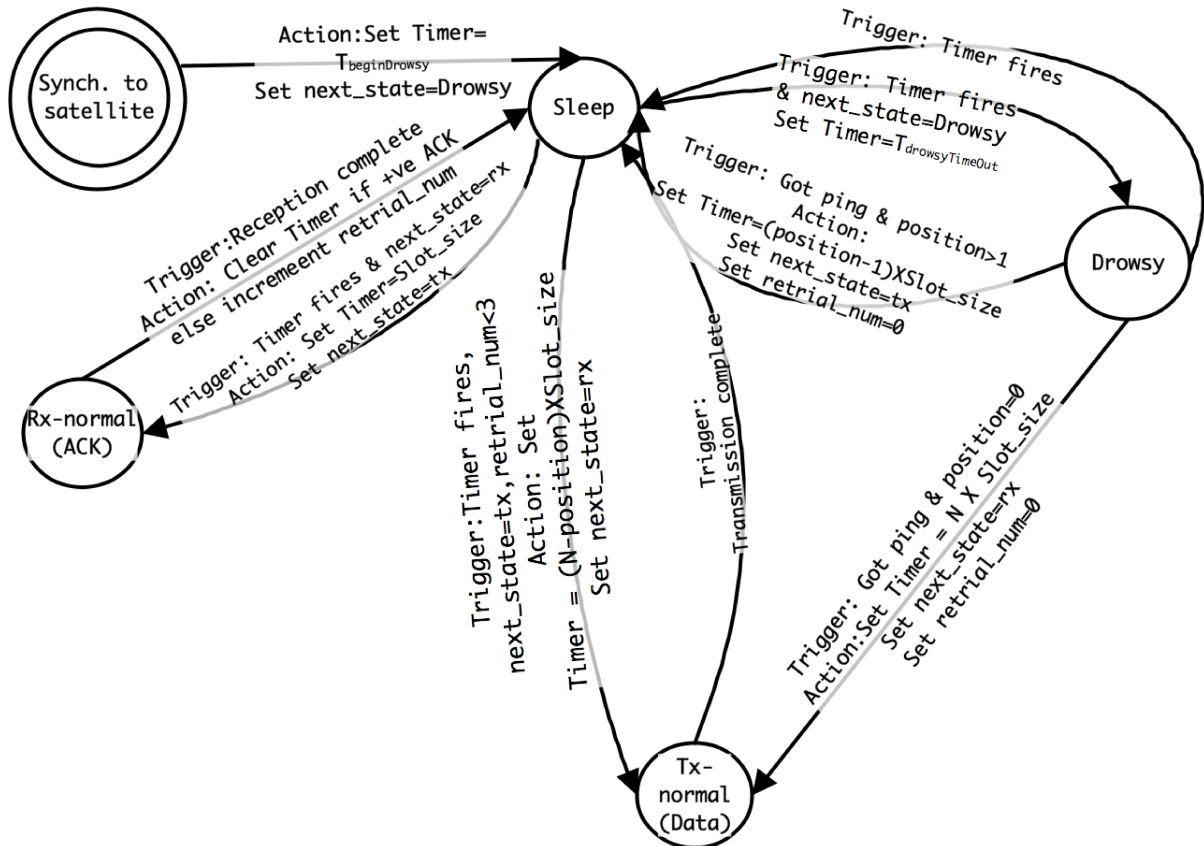 Synch. to
satellite
Action:Set Timer=
TbeginDrowsy
Set next_state=Drowsy
Sleep
Trigger: Timer fires
Trigger: Timer fires
& next_state=Drowsy
Set Timer=TdrowsyTimeOut
Trigger: Got ping & position>1
Action:
Set Timer=(position-1)XSlot_size
Set next_state=tx
Set retrial_num=0
Drowsy
Trigger:Reception complete
Action: Clear Timer if +ve ACK
else incremeent retrial_num
Trigger: Timer fires & next_state=rx
Action: Set Timer=Slot_size
Set next_state=tx
Rx-normal
(ACK)
Trigger:Timer fires,
next_state=tx,retrial_num<3
Action: Set
Timer = (N-position)XSlot_size
Set next_state=rx
Trigger:
Transmission complete
Trigger: Got ping & position=0
Action:Set Timer = N X Slot_size
Set next_state=rx
Set retrial_num=0
Tx-
normal
(Data)